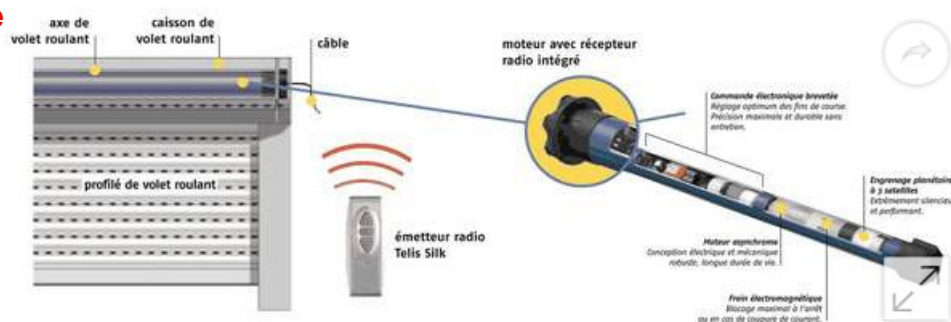 e
axe de
volet roulant
caisson de
volet roulant
câble
moteur avec récepteur
radio intégré
Commande électronique brevetée
Réglage optimum des fins de course.
Précision maximale et durable sans
entretien.
profilé de volet roulant
Engrenage planétaire
à 3 satellites
Extrêmement silencieux
et performant.
émetteur radio
Telis Silk
Moteur asynchrone
Conception électrique et mécanique
robuste, longue durée de vie.
Frein électromagnétique
Blocage maximal à l'arrêt
ou en cas de coupure de courant.